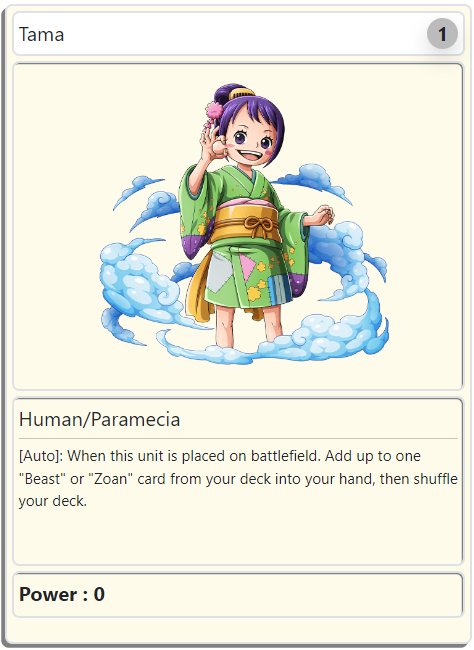 Tama
1
Human/Paramecia
[Auto]: When this unit is placed on battlefield. Add up to one
"Beast" or "Zoan" card from your deck into your hand, then shuffle
your deck.
Power : 0